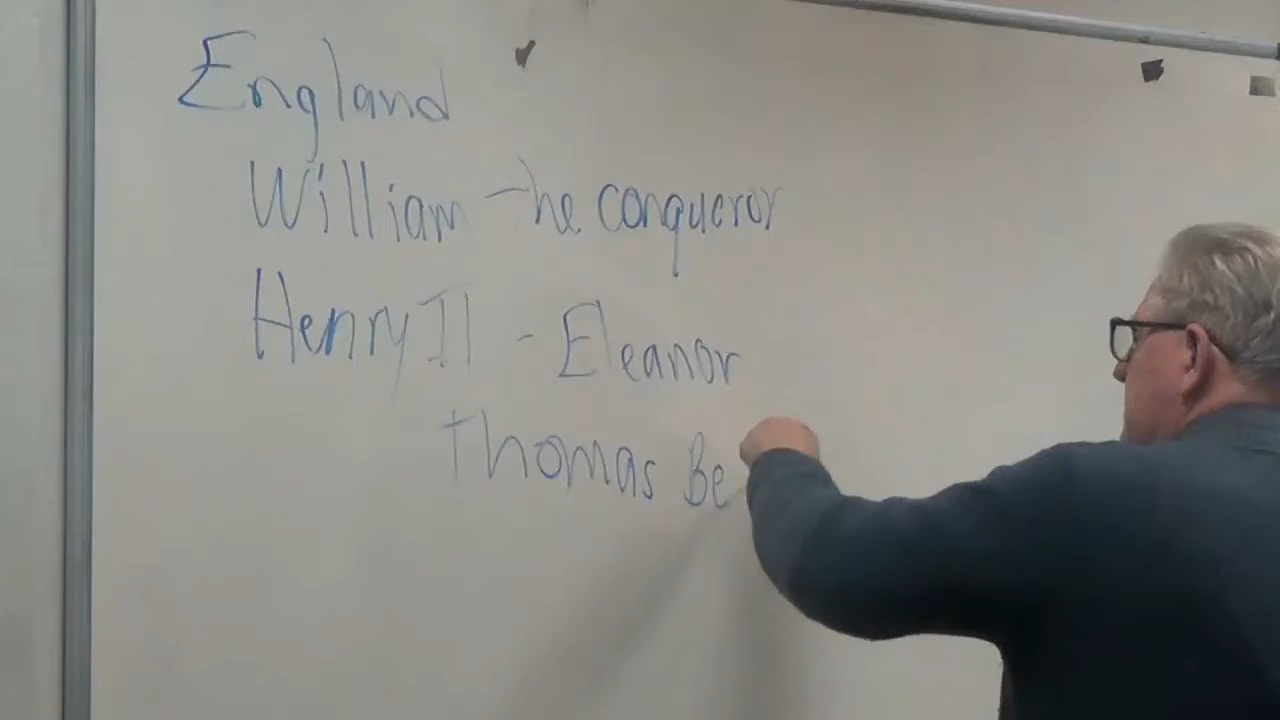 England
William the conqueror
Henry II - Eleanor
Thomas Be